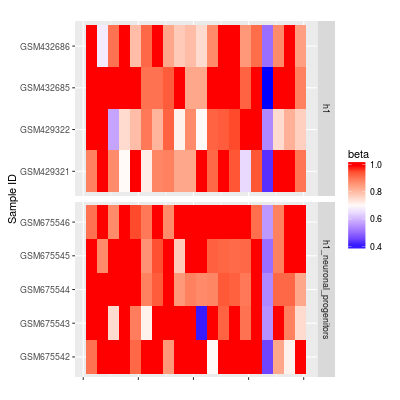 GSM432686
GSM432685
GSM429322
GSM429321
h1
GSM675546
GSM675545
GSM675544
GSM675543
GSM675542
h1_neuronal_progenitors
Sample ID
beta
1.0
0.8
0.6
0.4